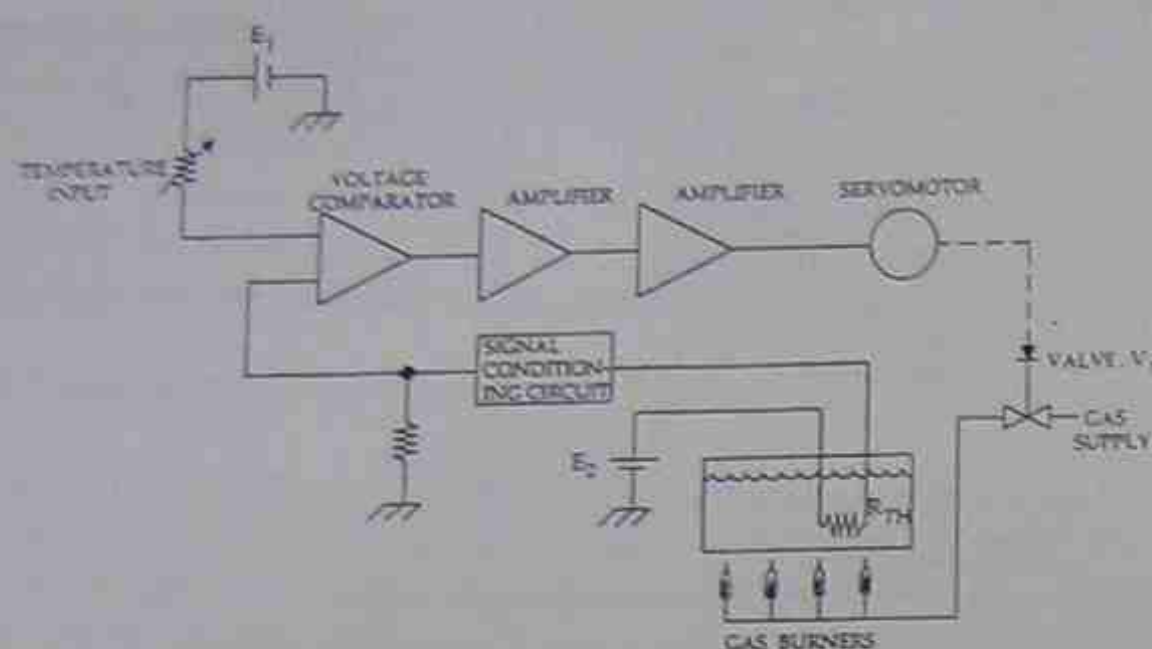 E1
TEMPERATURE
INPUT
VOLTAGE
COMPARATOR
AMPLIFIER
AMPLIFIER
SERVOMOTOR
SIGNAL
CONDITION-
ING CIRCUIT
VALVE, V
GAS
SUPPLY
E2
RTH
GAS BURNERS